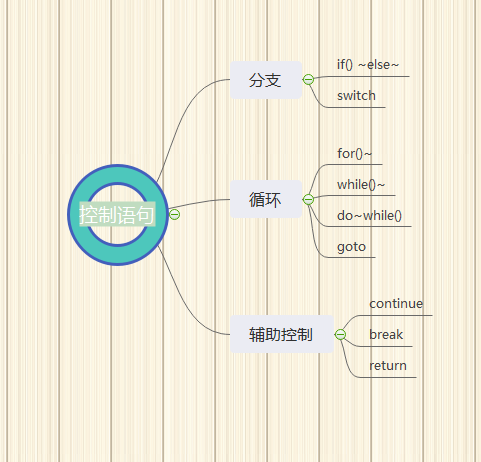 控制语句
分支
if() ~else~
switch
循环
for()~
while()~
do~while()
goto
辅助控制
continue
break
return